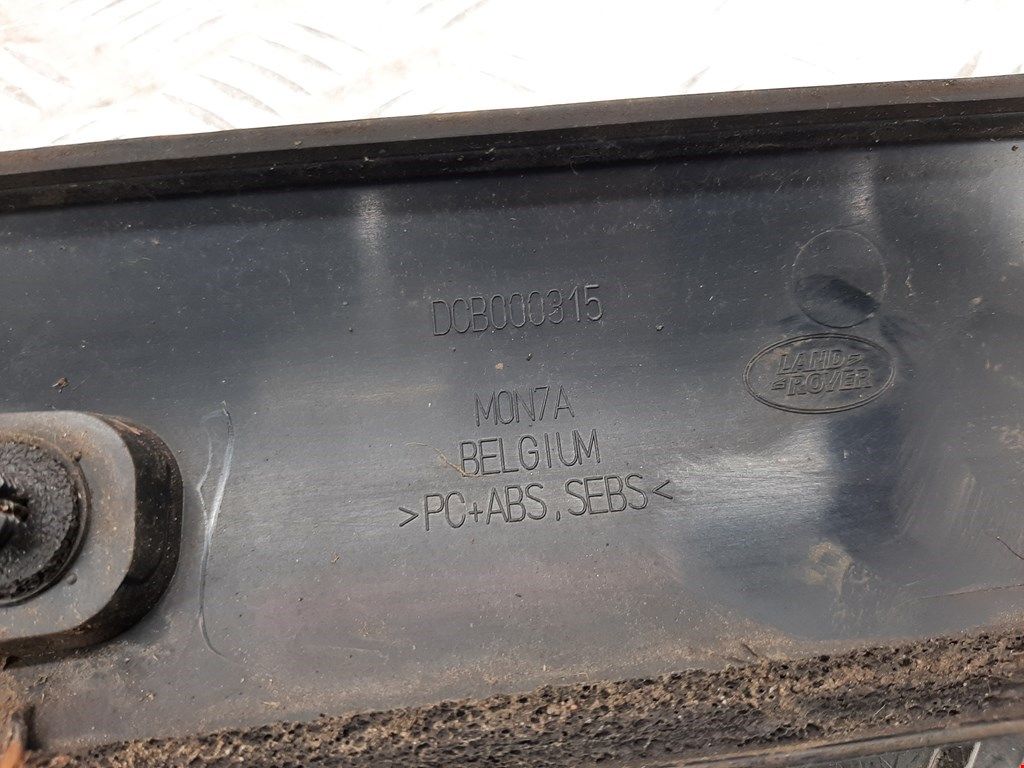 DCB000315
LAND
ROVER
MON7A
BELGIUM
>PC+ABS,SEBS<